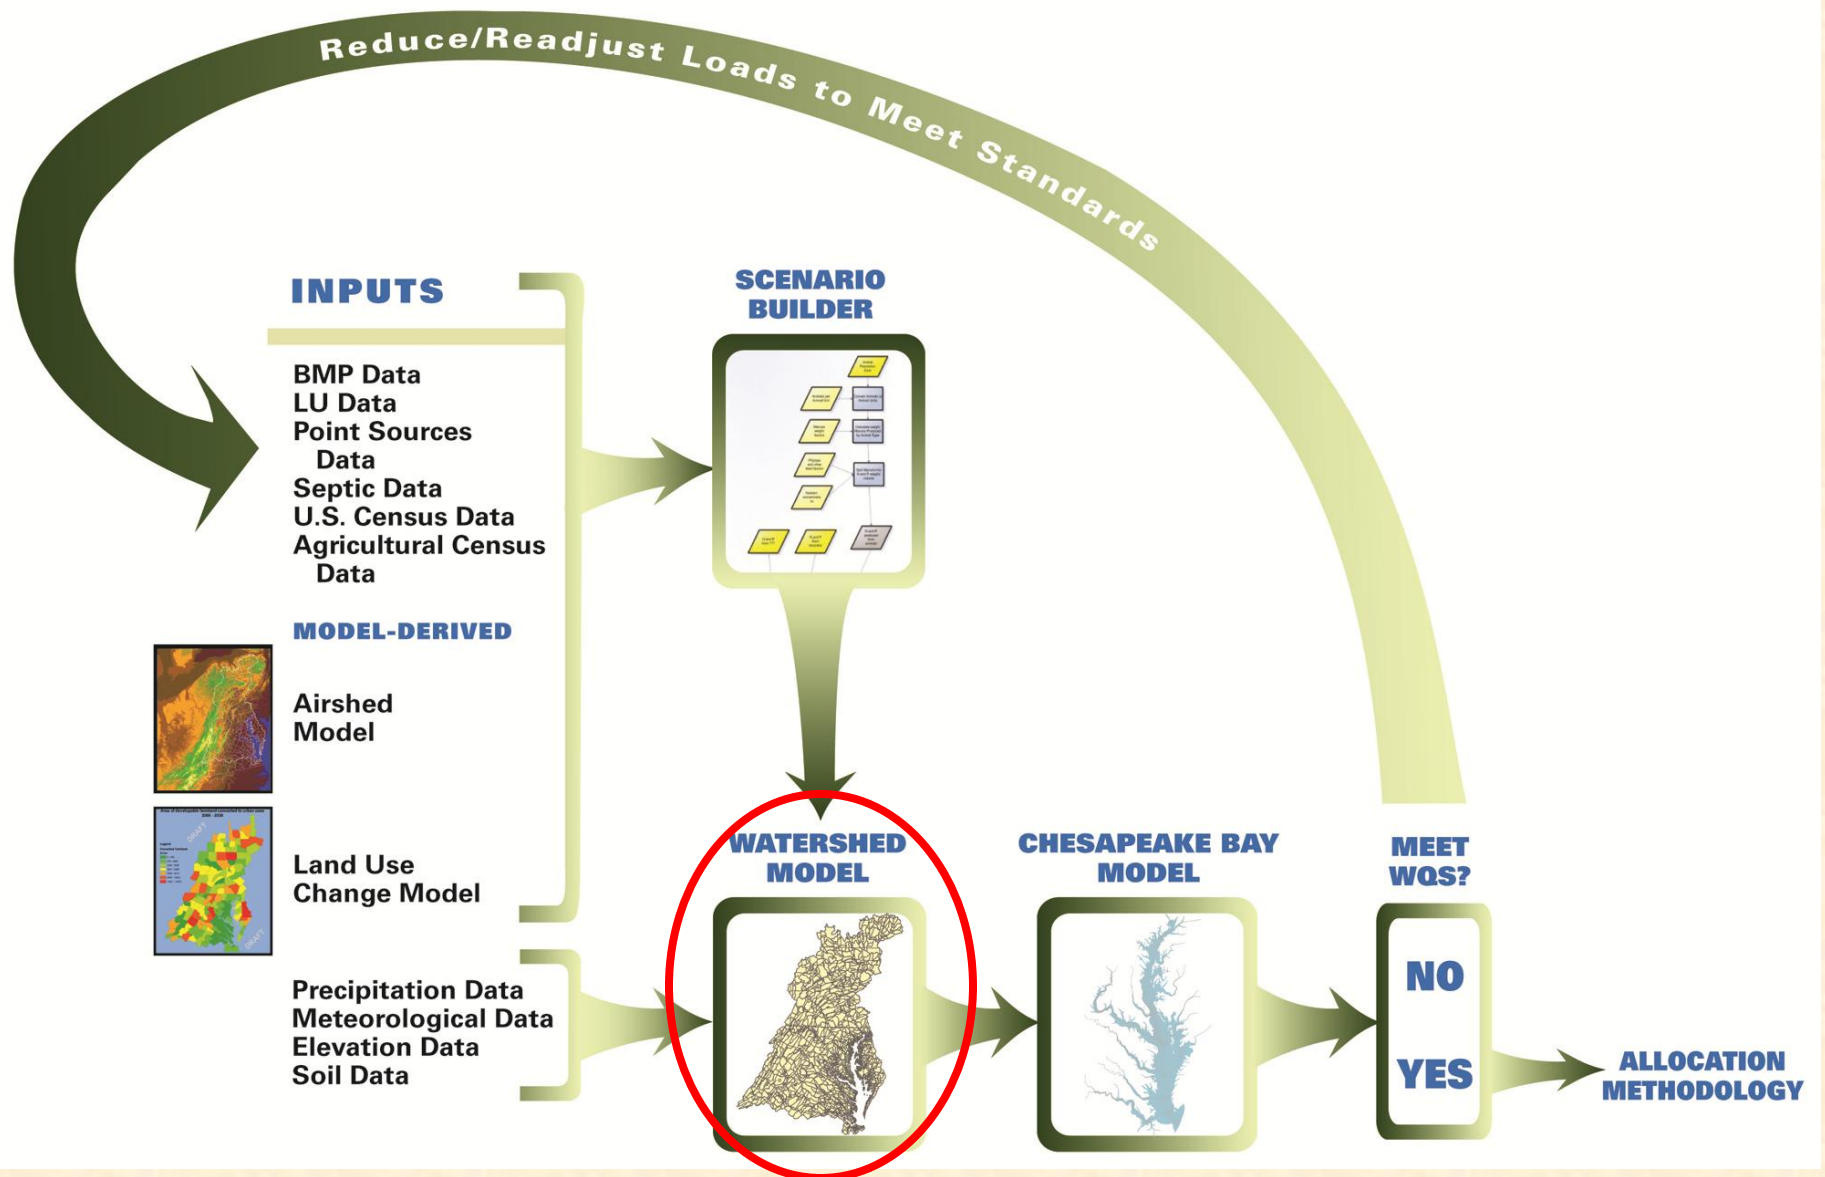 Reduce/Readjust Loads to Meet Standards
INPUTS
BMP Data
LU Data
Point Sources
Data
Septic Data
U.S. Census Data
Agricultural Census
Data
MODEL-DERIVED
Airshed
Model
DRAFT
DRAFT
Land Use
Change Model
Precipitation Data
Meteorological Data
Elevation Data
Soil Data
SCENARIO
BUILDER
WATERSHED
MODEL
CHESAPEAKE BAY
MODEL
MEET
WQS?
NO
YES
ALLOCATION
METHODOLOGY